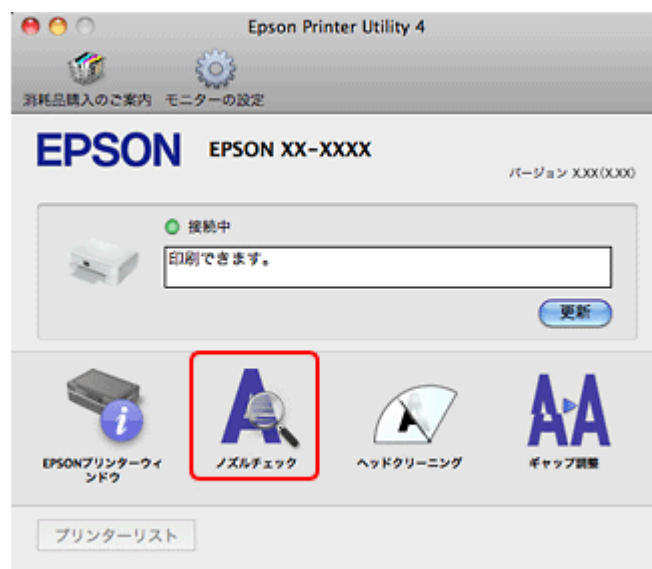 Epson Printer Utility 4
消耗品購入のご案内 モニターの設定
EPSON EPSON XX-XXXX
バージョン X.XX(X.XX)
接続中
印刷できます。
更新
EPSONプリンターウィ
ンドウ
ノズルチェック
ヘッドクリーニング
ギャップ調整
プリンターリスト